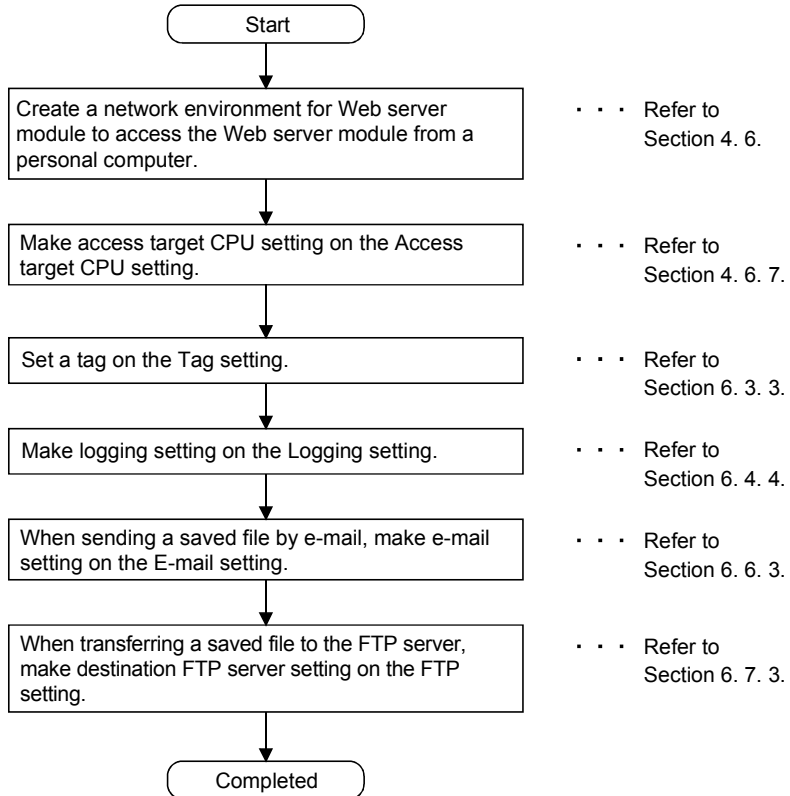 Start
Create a network environment for Web server
module to access the Web server module from a
personal computer.
· · · Refer to
Section 4. 6.
Make access target CPU setting on the Access
target CPU setting.
· · · Refer to
Section 4. 6. 7.
Set a tag on the Tag setting.
· · · Refer to
Section 6. 3. 3.
Make logging setting on the Logging setting.
· · · Refer to
Section 6. 4. 4.
When sending a saved file by e-mail, make e-mail
setting on the E-mail setting.
· · · Refer to
Section 6. 6. 3.
When transferring a saved file to the FTP server,
make destination FTP server setting on the FTP
setting.
· · · Refer to
Section 6. 7. 3.
Completed